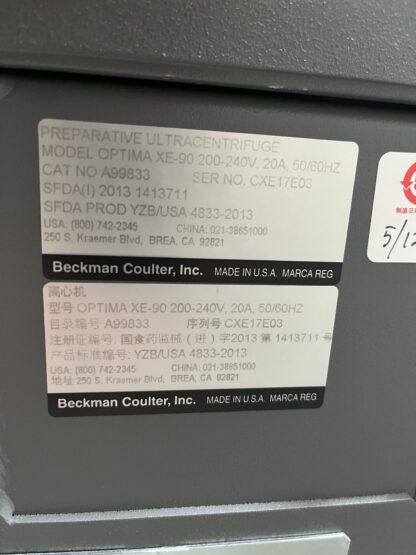 PREPARATIVE ULTRACENTRIFUGE
MODEL OPTIMA XE-90 200-240V, 20A, 50/60HZ
CAT NO A99833 SER NO. CXE17E03
SFDA(I) 2013 1413711
SFDA PROD YZB/USA 4833-2013
USA: (800) 742-2345 CHINA: 021-38651000
250 S. Kraemer Blvd, BREA, CA 92821
Beckman Coulter, Inc. MADE IN U.S.A. MARCA REG
离心机
型号 OPTIMA XE-90 200-240V, 20A, 50/60HZ
目录编号 A99833 序列号 CXE17E03
注册证编号: 国食药监械(进)字2013 第 1413711 号
产品标准编号: YZB/USA 4833-2013
USA: (800) 742-2345 CHINA: 021-38651000
地址 250 S. Kraemer Blvd, BREA, CA 92821
Beckman Coulter, Inc. MADE IN U.S.A. MARCA REG
制造日
5/12